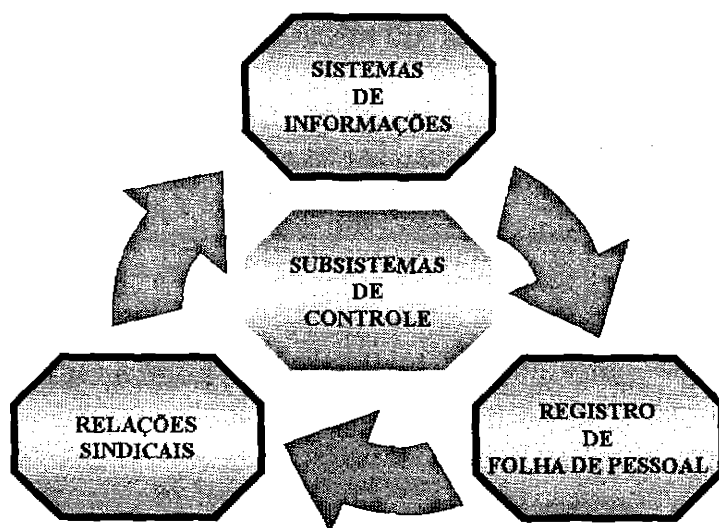 SISTEMAS
DE
INFORMAÇÕES
SUBSISTEMAS
DE
CONTROLE
RELAÇÕES
SINDICAIS
REGISTRO
DE
FOLHA DE PESSOAL